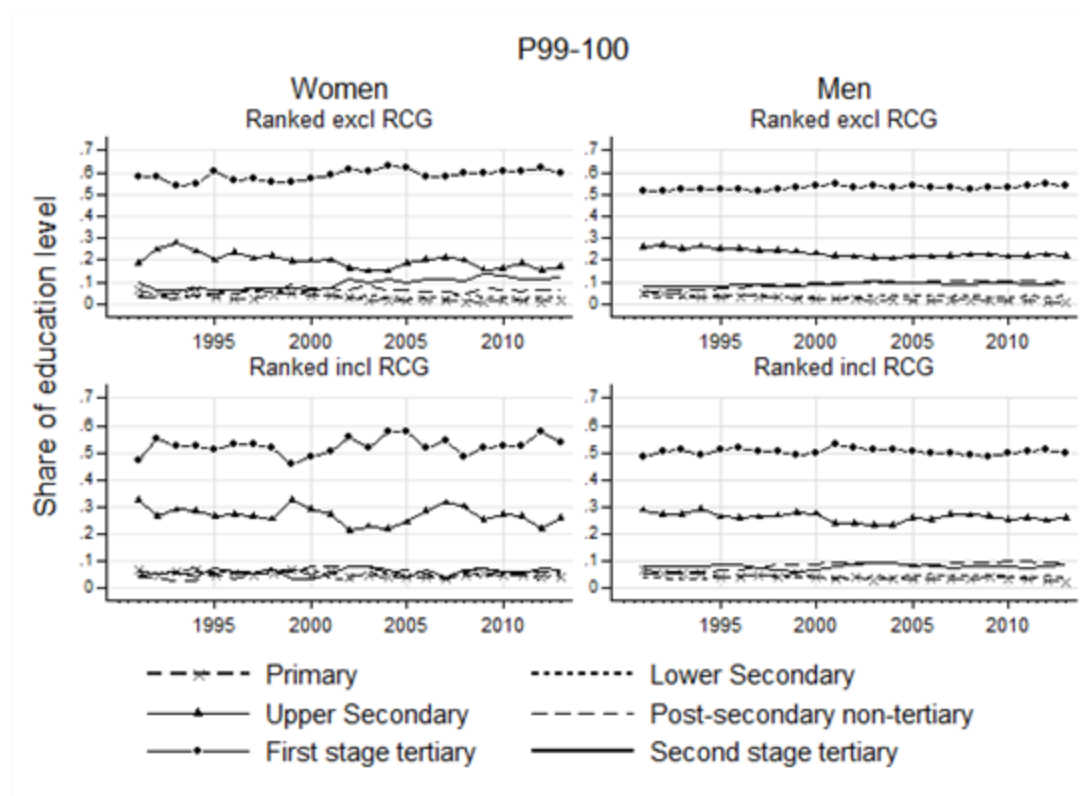 P99-100
Women Men
Ranked excl RCG Ranked excl RCG
Share of education level
.7 .7
.6 .6
.5 .5
.4 .4
.3 .3
.2 .2
.1 .1
0 0
1995 2000 2005 2010 1995 2000 2005 2010
Ranked incl RCG Ranked incl RCG
.7 .7
.6 .6
.5 .5
.4 .4
.3 .3
.2 .2
.1 .1
0 0
1995 2000 2005 2010 1995 2000 2005 2010
Primary Lower Secondary
Upper Secondary Post-secondary non-tertiary
First stage tertiary Second stage tertiary